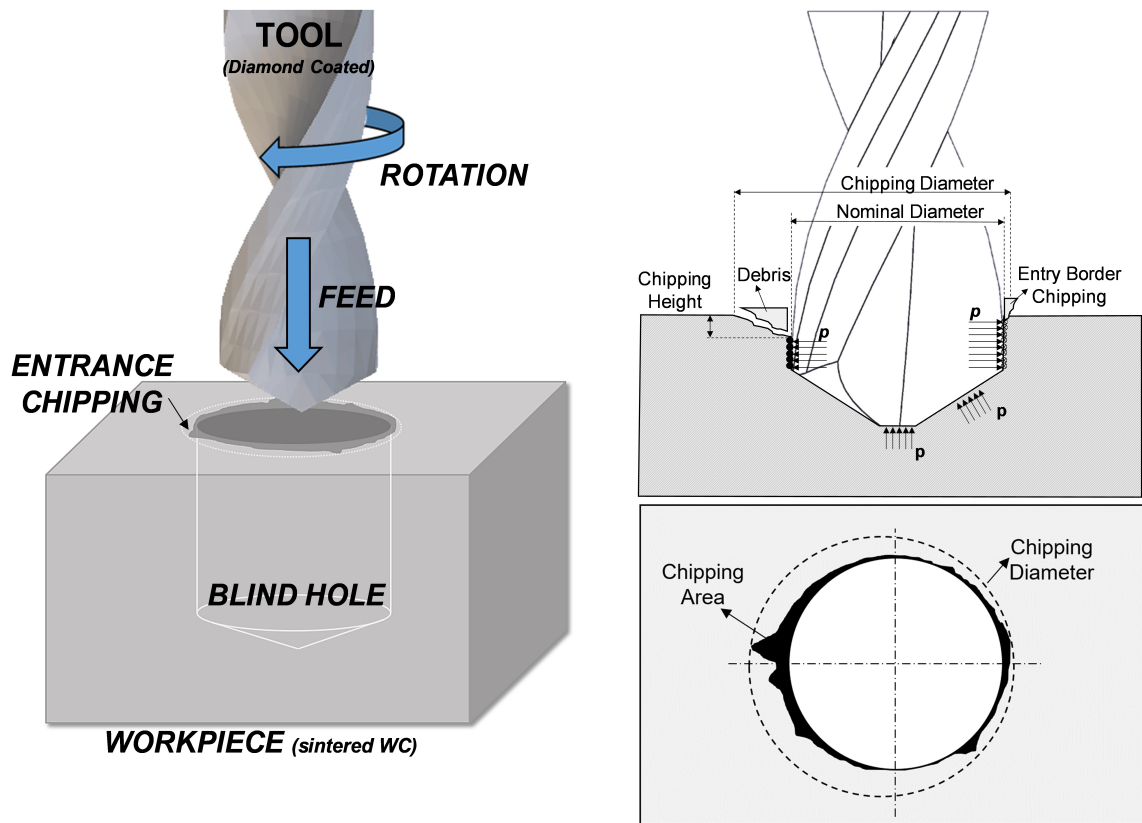 TOOL
(Diamond Coated)
ROTATION
FEED
ENTRANCE
CHIPPING
BLIND HOLE
WORKPIECE (sintered WC)
Chipping Diameter
Nominal Diameter
Chipping
Height
Debris
Entry Border
Chipping
p
p
p
p
Chipping
Area
Chipping
Diameter